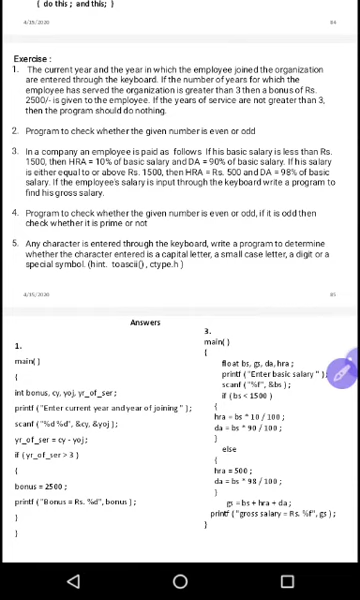 { do this ; and this; }
4/15/2020
84
Exercise :
1. The current year and the year in which the employee joined the organization
are entered through the keyboard. If the number of years for which the
employee has served the organization is greater than 3 then a bonus of Rs.
2500/- is given to the employee. If the years of service are not greater than 3,
then the program should do nothing.
2. Program to check whether the given number is even or odd
3. In a company an employee is paid as follows If his basic salary is less than Rs.
1500, then HRA = 10% of basic salary and DA = 90% of basic salary. If his salary
is either equal to or above Rs. 1500, then HRA = Rs. 500 and DA = 98% of basic
salary. If the employee's salary is input through the keyboard write a program to
find his gross salary.
4. Program to check whether the given number is even or odd, if it is odd then
check whether it is prime or not
5. Any character is entered through the keyboard, write a program to determine
whether the character entered is a capital letter, a small case letter, a digit or a
special symbol. (hint. toascii() , ctype.h )
4/15/2020
85
Answers
1.
main( )
{
int bonus, cy, yoj, yr_of_ser ;
printf ( "Enter current year and year of joining " ) ;
scanf ( "%d %d", &cy, &yoj ) ;
yr_of_ser = cy - yoj ;
if ( yr_of_ser > 3 )
{
bonus = 2500 ;
printf ( "Bonus = Rs. %d", bonus ) ;
}
}
3.
main( )
{
float bs, gs, da, hra ;
printf ( "Enter basic salary " ) ;
scanf ( "%f", &bs ) ;
if ( bs < 1500 )
{
hra = bs * 10 / 100 ;
da = bs * 90 / 100 ;
}
else
{
hra = 500 ;
da = bs * 98 / 100 ;
}
gs = bs + hra + da ;
printf ( "gross salary = Rs. %f", gs ) ;
}